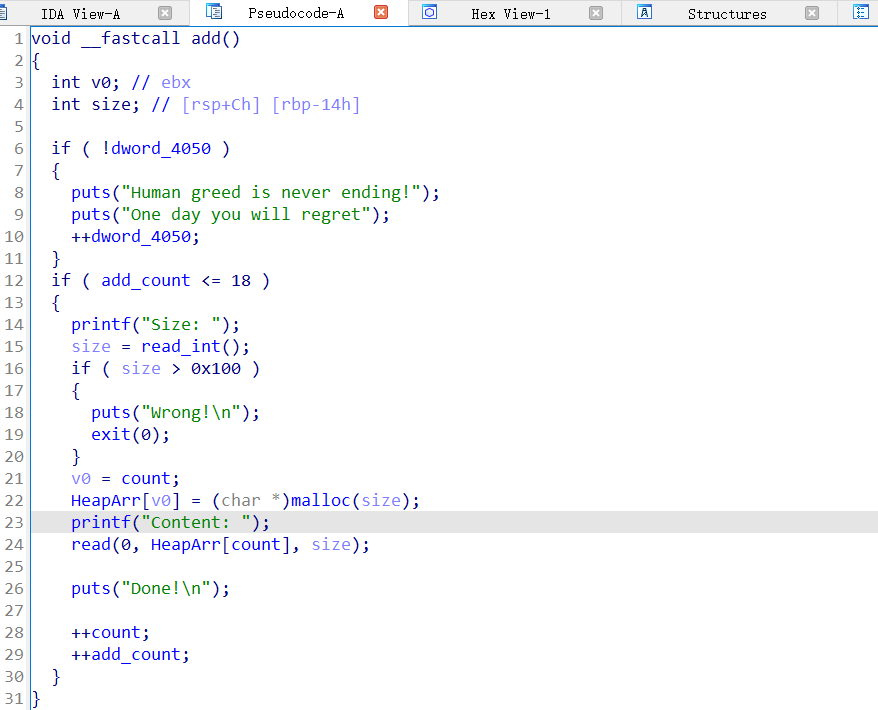 IDA View-A Pseudocode-A Hex View-1 Structures
1 void __fastcall add()
2 {
3 int v0; // ebx
4 int size; // [rsp+Ch] [rbp-14h]
5
6 if ( !dword_4050 )
7 {
8 puts("Human greed is never ending!");
9 puts("One day you will regret");
10 ++dword_4050;
11 }
12 if ( add_count <= 18 )
13 {
14 printf("Size: ");
15 size = read_int();
16 if ( size > 0x100 )
17 {
18 puts("Wrong!\n");
19 exit(0);
20 }
21 v0 = count;
22 HeapArr[v0] = (char *)malloc(size);
23 printf("Content: ");
24 read(0, HeapArr[count], size);
25
26 puts("Done!\n");
27
28 ++count;
29 ++add_count;
30 }
31 }